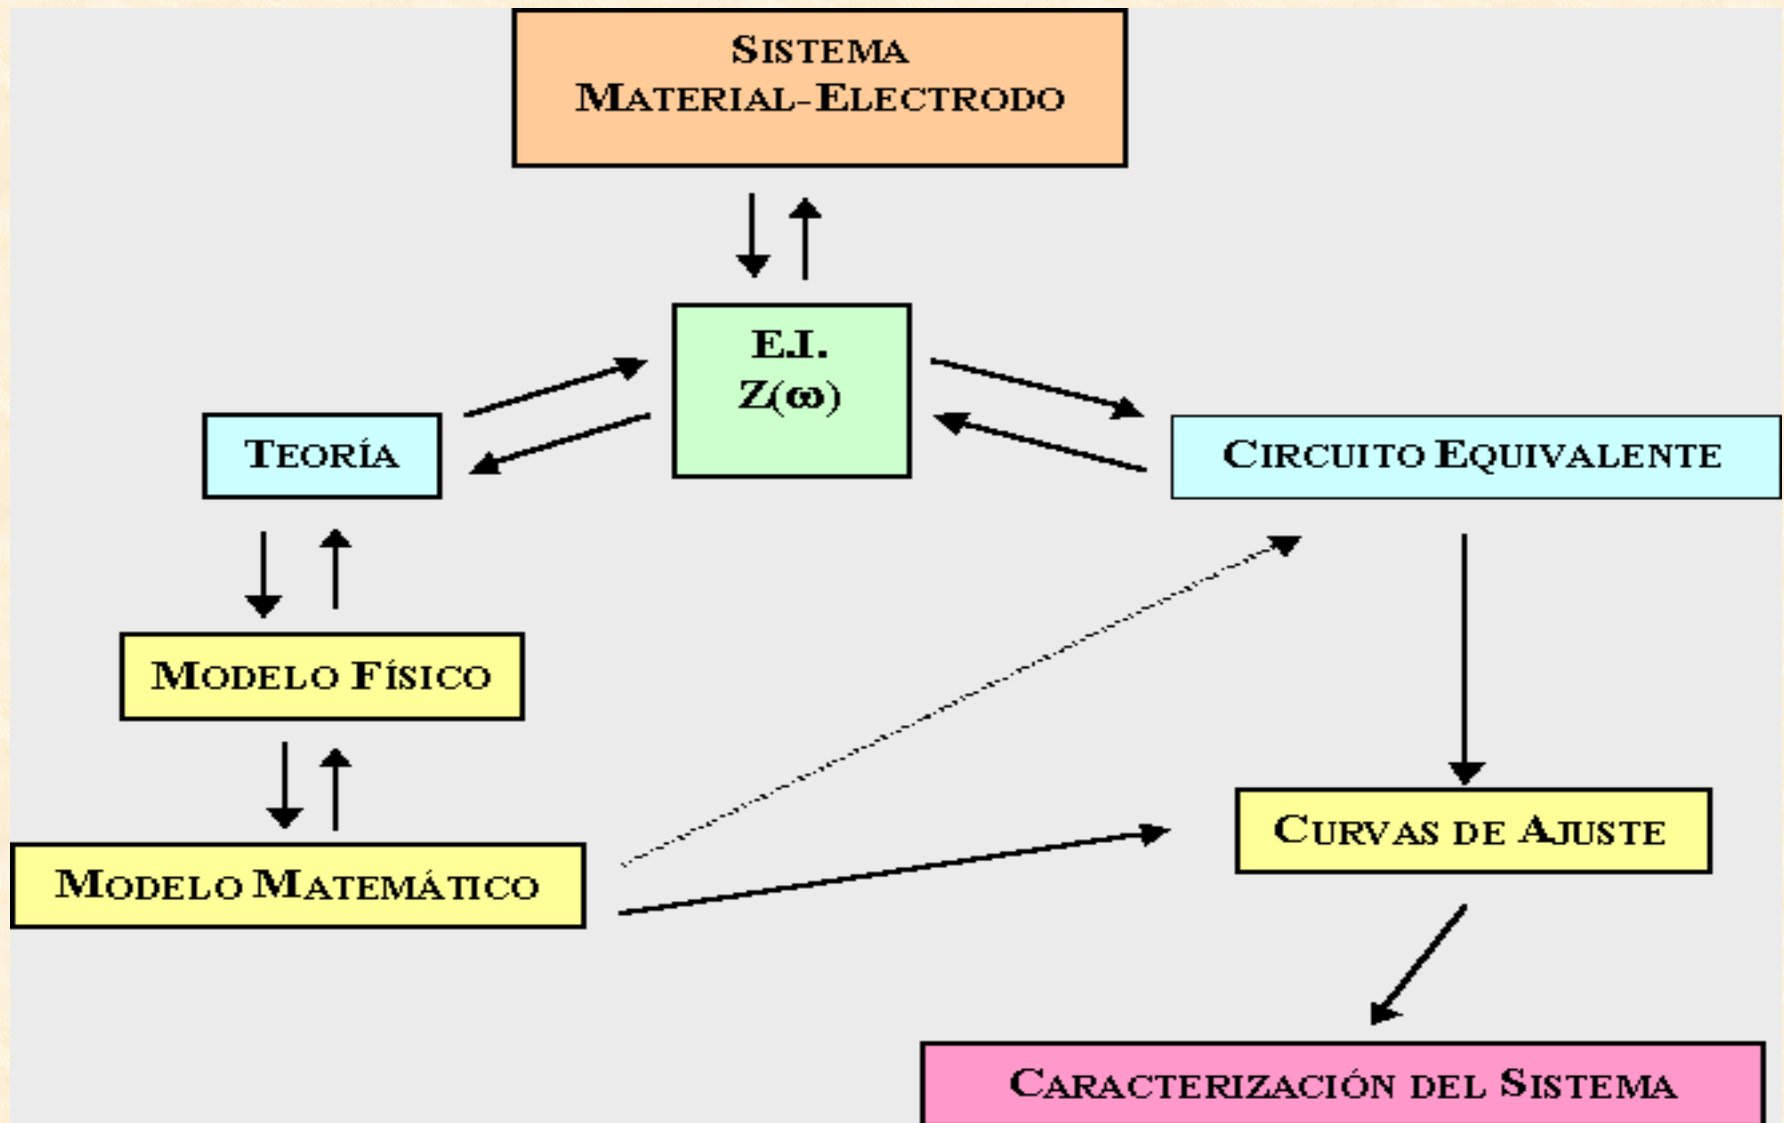 SISTEMA
MATERIAL-ELECTRODO
E.I.
Z(ω)
TEORÍA
CIRCUITO EQUIVALENTE
MODELO FÍSICO
CURVAS DE AJUSTE
MODELO MATEMÁTICO
CARACTERIZACIÓN DEL SISTEMA